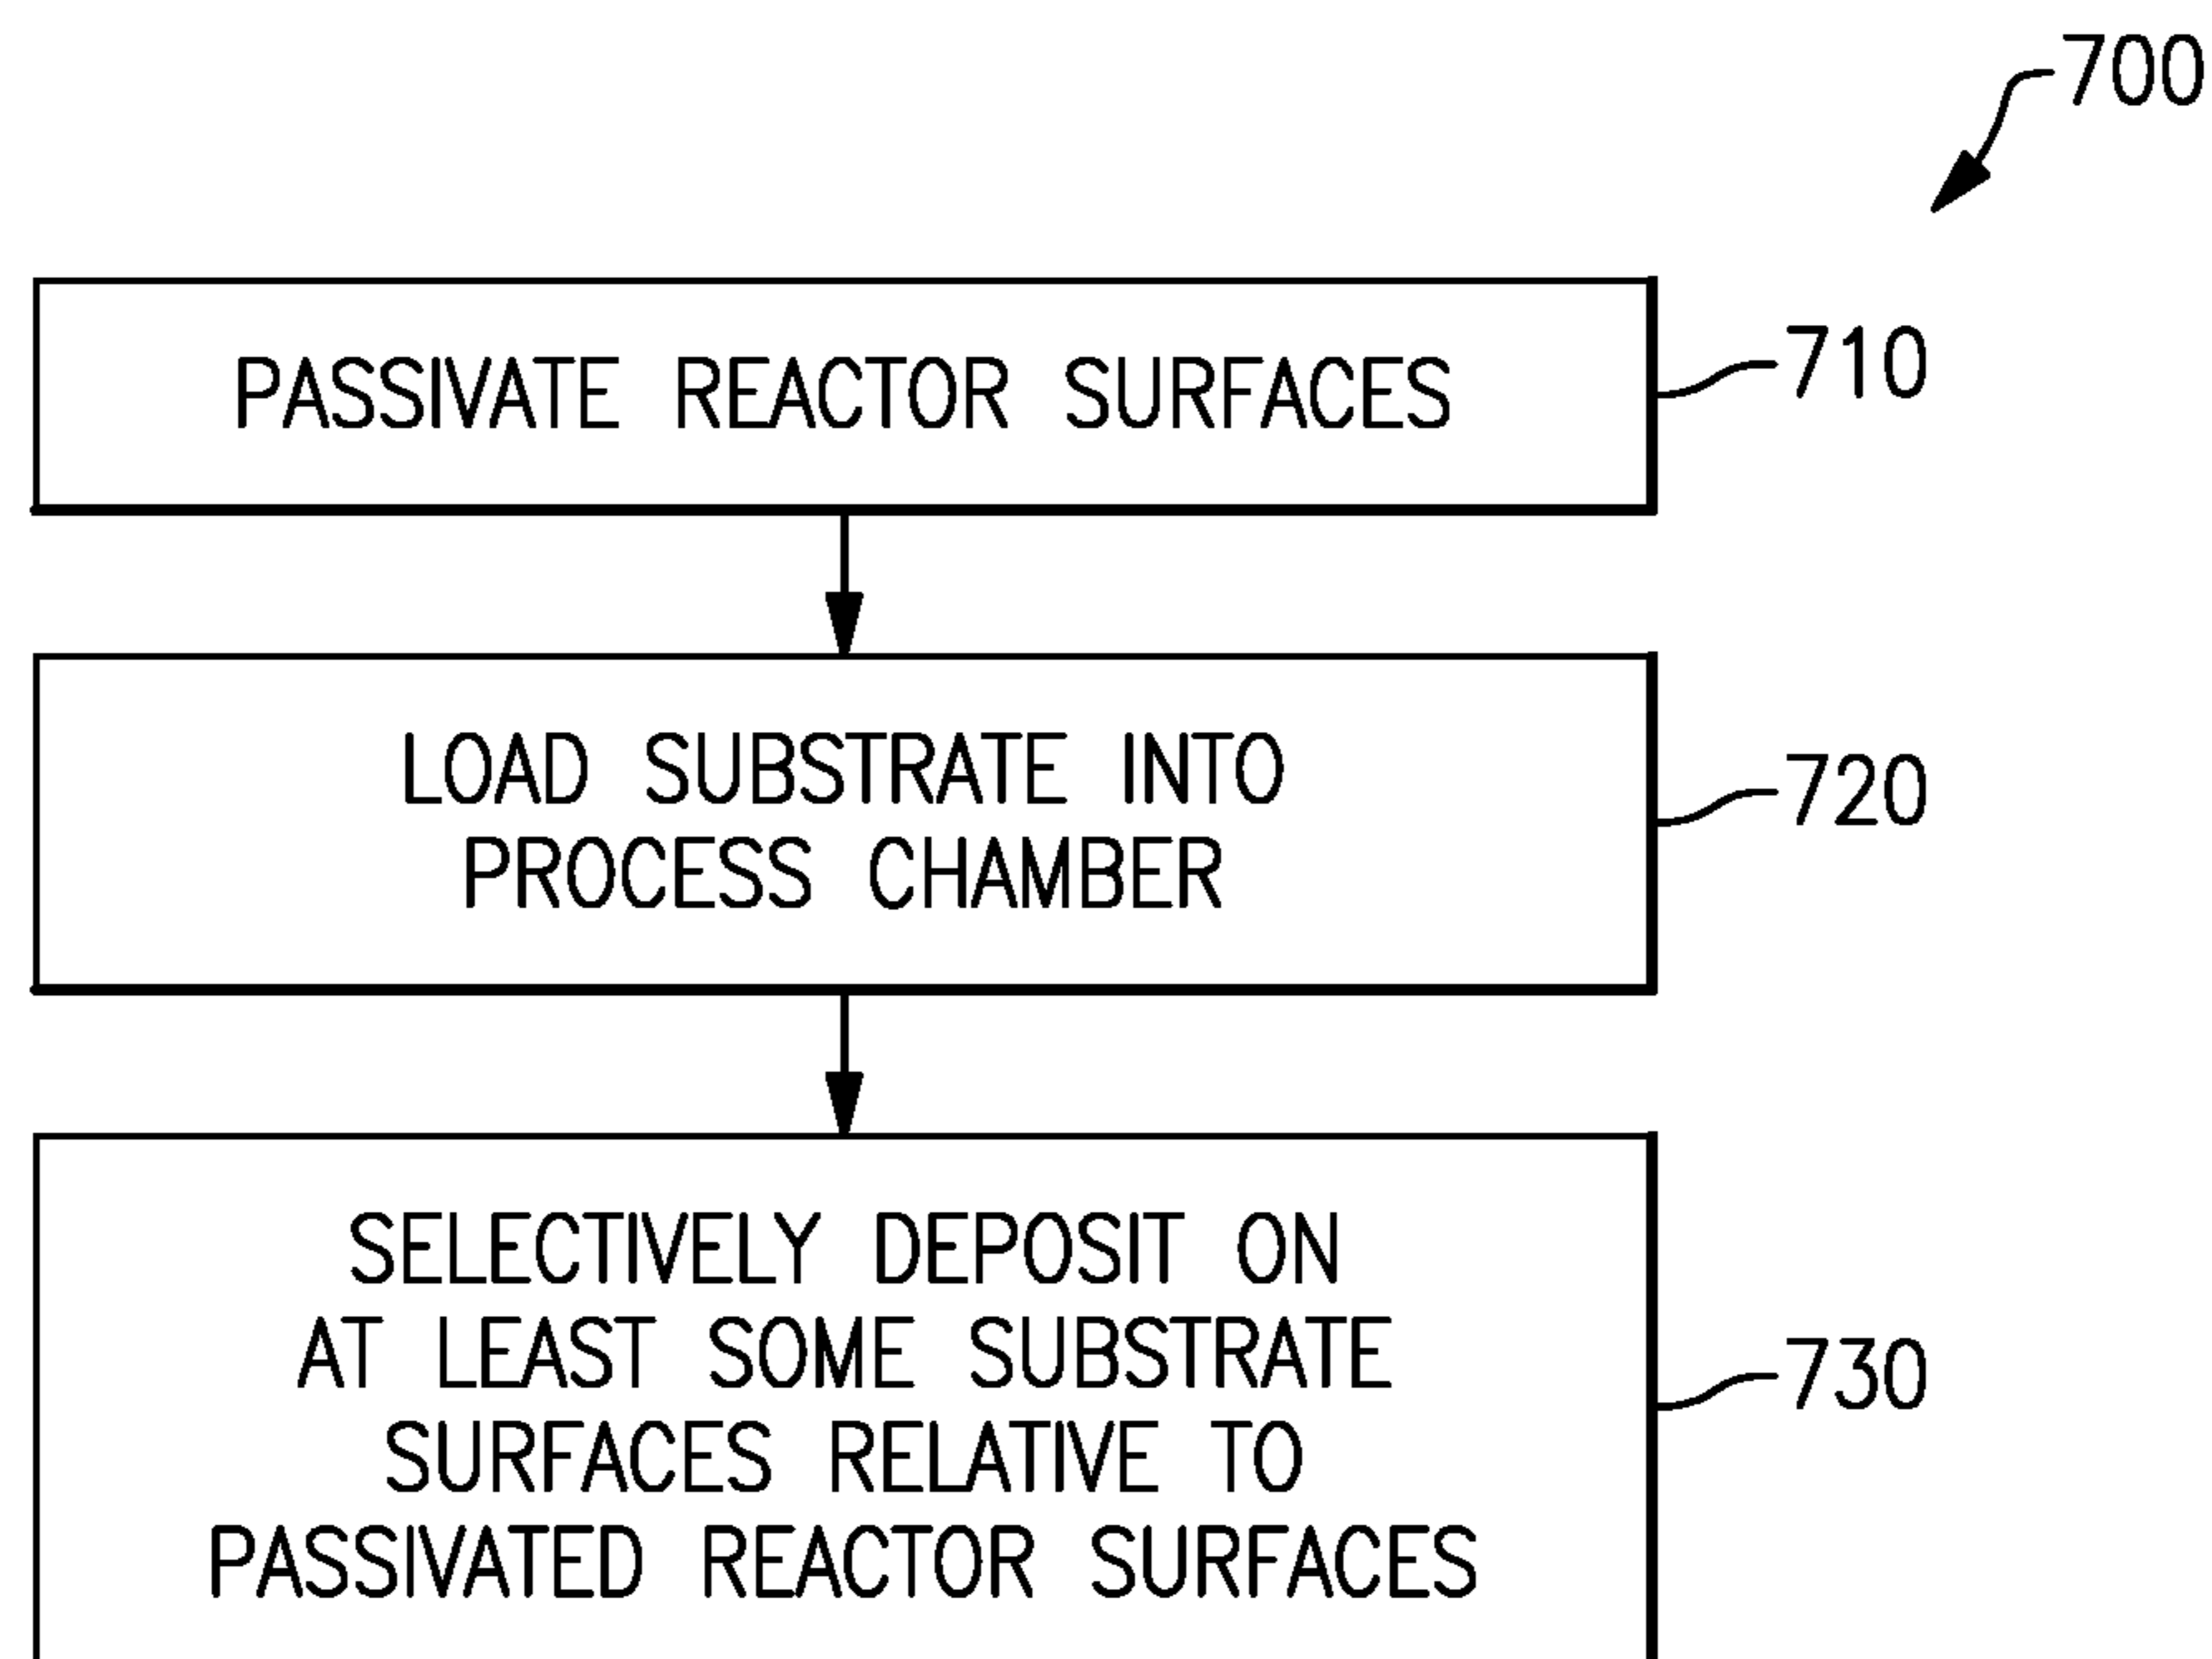 700
PASSIVATE REACTOR SURFACES
710
LOAD SUBSTRATE INTO
PROCESS CHAMBER
720
SELECTIVELY DEPOSIT ON
AT LEAST SOME SUBSTRATE
SURFACES RELATIVE TO
PASSIVATED REACTOR SURFACES
730